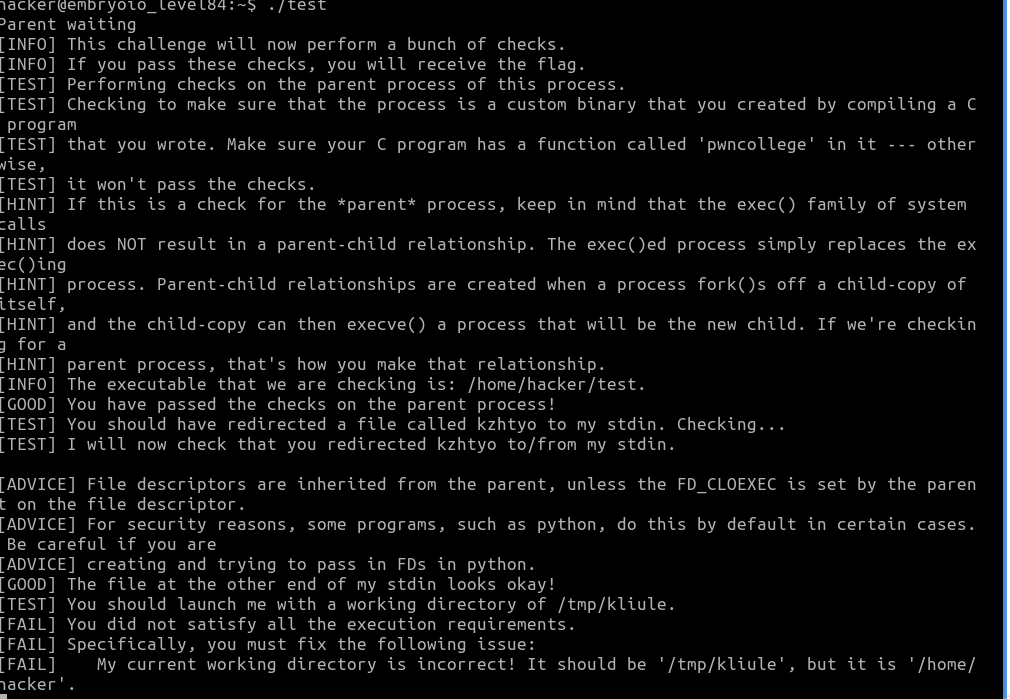 hacker@embryoio_level84:~$ ./test
Parent waiting
[INFO] This challenge will now perform a bunch of checks.
[INFO] If you pass these checks, you will receive the flag.
[TEST] Performing checks on the parent process of this process.
[TEST] Checking to make sure that the process is a custom binary that you created by compiling a C
 program
[TEST] that you wrote. Make sure your C program has a function called 'pwncollege' in it --- other
wise,
[TEST] it won't pass the checks.
[HINT] If this is a check for the *parent* process, keep in mind that the exec() family of system
calls
[HINT] does NOT result in a parent-child relationship. The exec()ed process simply replaces the ex
ec()ing
[HINT] process. Parent-child relationships are created when a process fork()s off a child-copy of
itself,
[HINT] and the child-copy can then execve() a process that will be the new child. If we're checkin
g for a
[HINT] parent process, that's how you make that relationship.
[INFO] The executable that we are checking is: /home/hacker/test.
[GOOD] You have passed the checks on the parent process!
[TEST] You should have redirected a file called kzhtyo to my stdin. Checking...
[TEST] I will now check that you redirected kzhtyo to/from my stdin.
[ADVICE] File descriptors are inherited from the parent, unless the FD_CLOEXEC is set by the paren
t on the file descriptor.
[ADVICE] For security reasons, some programs, such as python, do this by default in certain cases.
 Be careful if you are
[ADVICE] creating and trying to pass in FDs in python.
[GOOD] The file at the other end of my stdin looks okay!
[TEST] You should launch me with a working directory of /tmp/kliule.
[FAIL] You did not satisfy all the execution requirements.
[FAIL] Specifically, you must fix the following issue:
[FAIL]    My current working directory is incorrect! It should be '/tmp/kliule', but it is '/home/
hacker'.